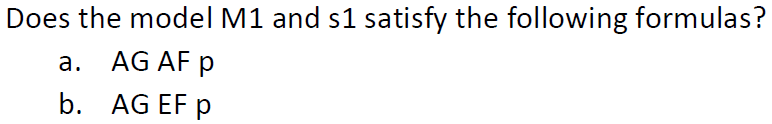 Does the model M1 and s1 satisfy the following formulas?
a. AG AF p
b. AG EF p